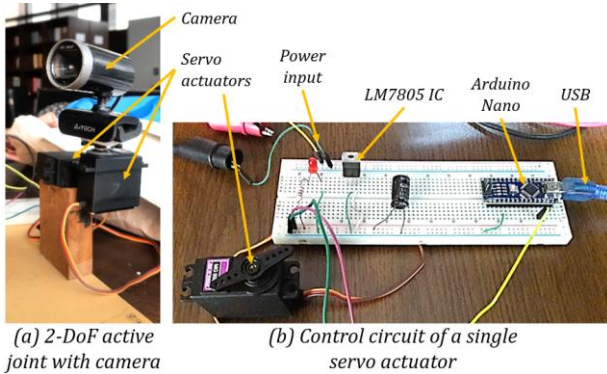 Camera
Servo
actuators
Power
input
LM7805 IC
Arduino
Nano
USB
A4TECH
(a) 2-DoF active
joint with camera
(b) Control circuit of a single
servo actuator